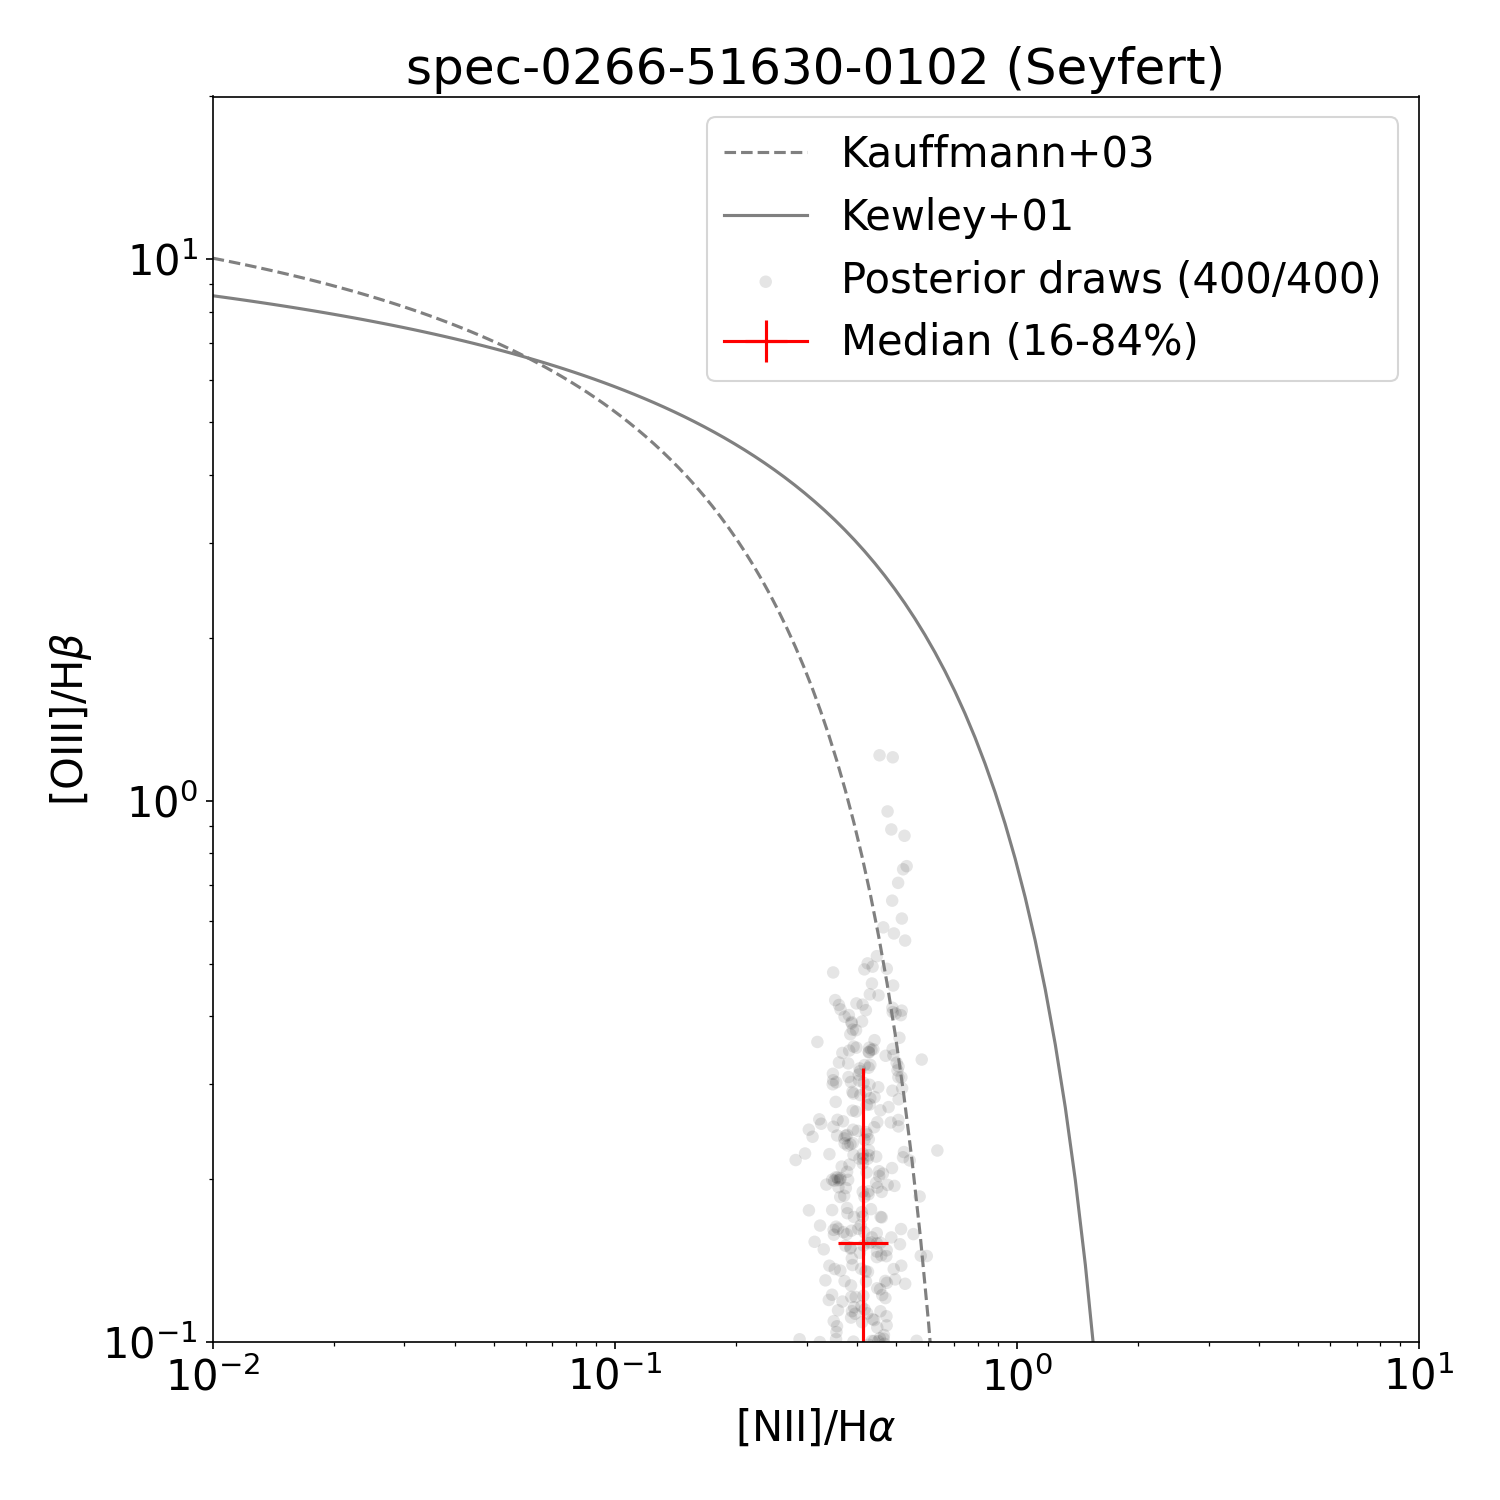 spec-0266-51630-0102 (Seyfert)
Kauffmann+03
Kewley+01
Posterior draws (400/400)
Median (16-84%)
10¹
10⁰
10⁻¹
[OIII]/Hβ
10⁻² 10⁻¹ 10⁰ 10¹
[NII]/Hα